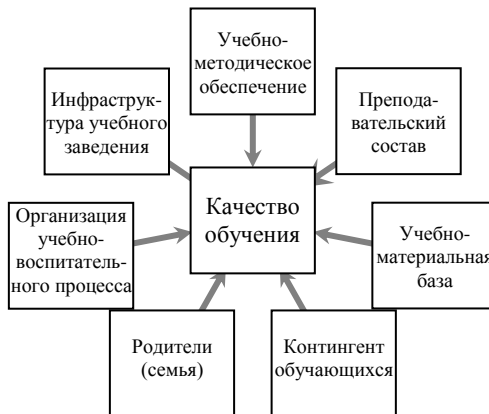 Учебно-
методическое
обеспечение
Инфраструк-
тура учебного
заведения
Препода-
вательский
состав
Качество
обучения
Организация
учебно-
воспитатель-
ного процесса
Учебно-
материальная
база
Родители
(семья)
Контингент
обучающихся